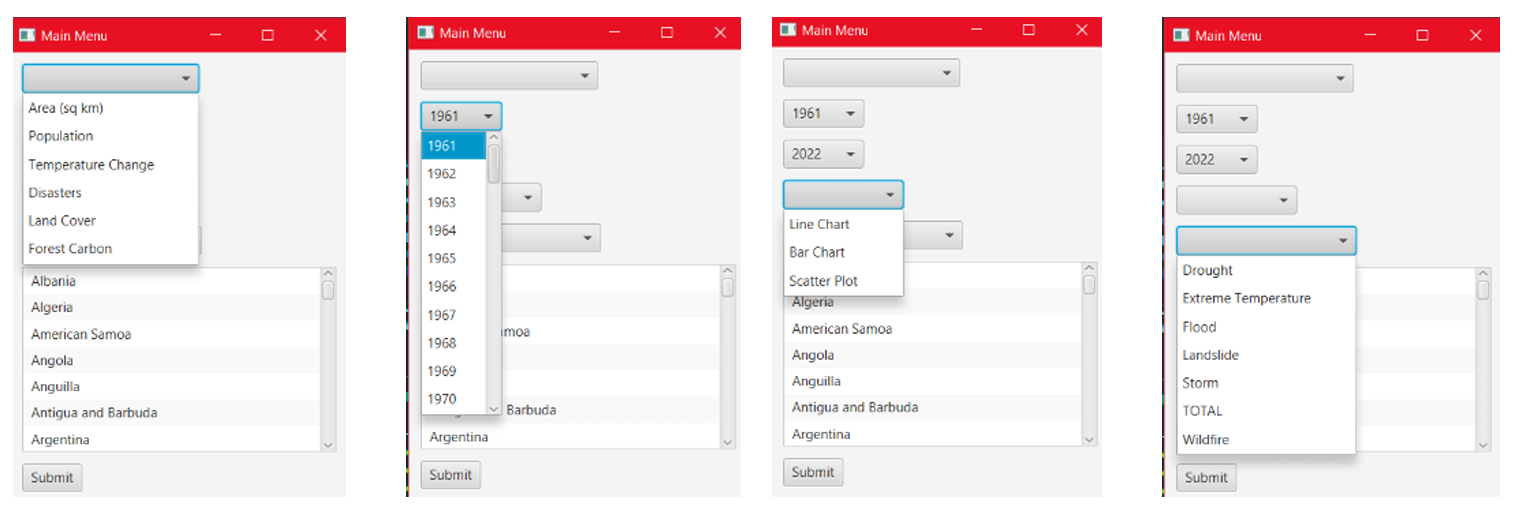 Main Menu
Area (sq km)
Population
Temperature Change
Disasters
Land Cover
Forest Carbon
Albania
Algeria
American Samoa
Angola
Anguilla
Antigua and Barbuda
Argentina
Submit
Main Menu
1961
1961
1962
1963
1964
1965
1966
1967
1968
1969
1970
moa
Barbuda
Argentina
Submit
Main Menu
1961
2022
Line Chart
Bar Chart
Scatter Plot
Algeria
American Samoa
Angola
Anguilla
Antigua and Barbuda
Argentina
Submit
Main Menu
1961
2022
Drought
Extreme Temperature
Flood
Landslide
Storm
TOTAL
Wildfire
Submit